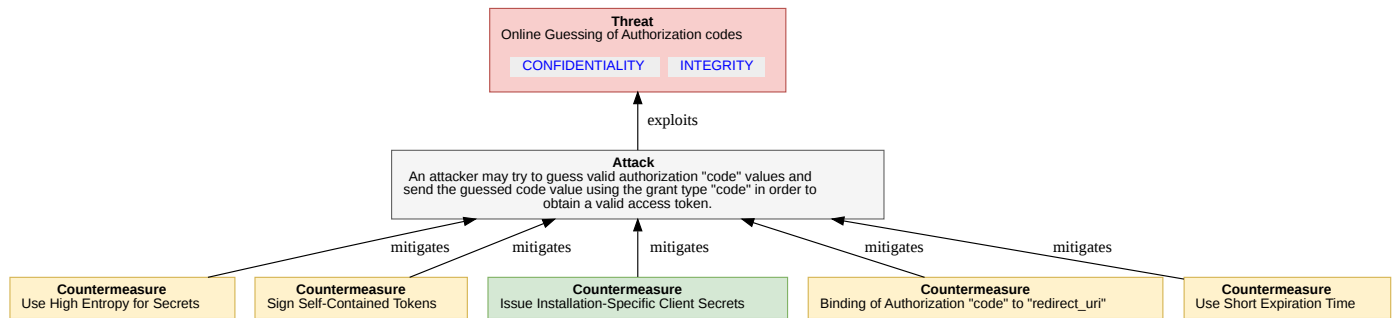 Threat
Online Guessing of Authorization codes
CONFIDENTIALITY INTEGRITY
exploits
Attack
An attacker may try to guess valid authorization "code" values and
send the guessed code value using the grant type "code" in order to
obtain a valid access token.
mitigates mitigates mitigates mitigates mitigates
Countermeasure
Use High Entropy for Secrets
Countermeasure
Sign Self-Contained Tokens
Countermeasure
Issue Installation-Specific Client Secrets
Countermeasure
Binding of Authorization "code" to "redirect_uri"
Countermeasure
Use Short Expiration Time